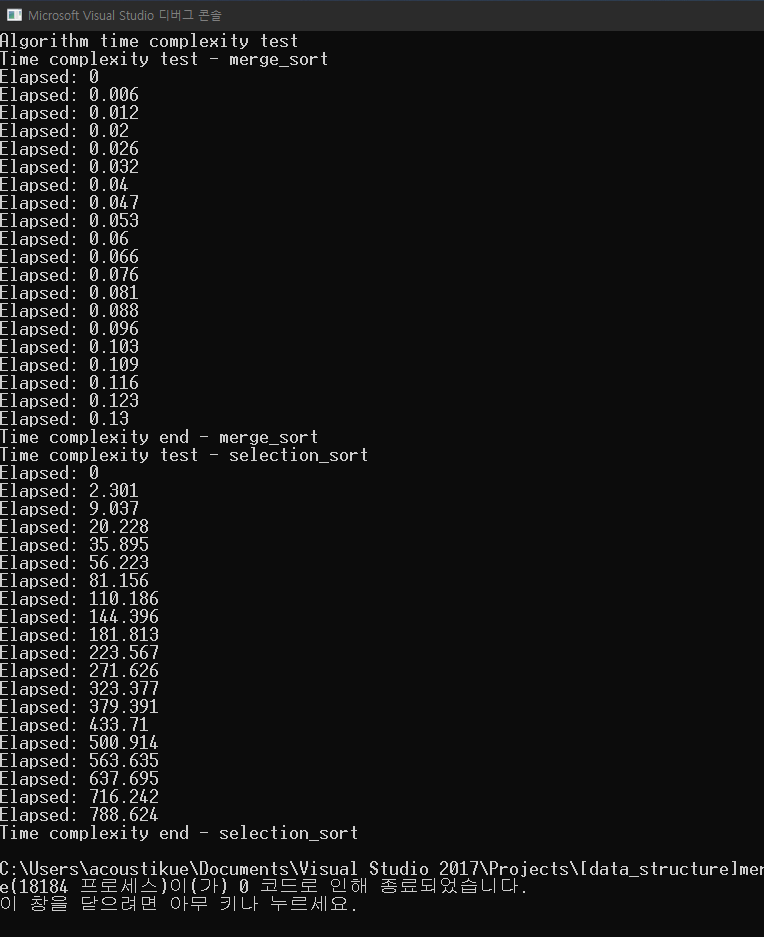 Microsoft Visual Studio 디버그 콘솔
Algorithm time complexity test
Time complexity test - merge_sort
Elapsed: 0
Elapsed: 0.006
Elapsed: 0.012
Elapsed: 0.02
Elapsed: 0.026
Elapsed: 0.032
Elapsed: 0.04
Elapsed: 0.047
Elapsed: 0.053
Elapsed: 0.06
Elapsed: 0.066
Elapsed: 0.076
Elapsed: 0.081
Elapsed: 0.088
Elapsed: 0.096
Elapsed: 0.103
Elapsed: 0.109
Elapsed: 0.116
Elapsed: 0.123
Elapsed: 0.13
Time complexity end - merge_sort
Time complexity test - selection_sort
Elapsed: 0
Elapsed: 2.301
Elapsed: 9.037
Elapsed: 20.228
Elapsed: 35.895
Elapsed: 56.223
Elapsed: 81.156
Elapsed: 110.186
Elapsed: 144.396
Elapsed: 181.813
Elapsed: 223.567
Elapsed: 271.626
Elapsed: 323.377
Elapsed: 379.391
Elapsed: 433.71
Elapsed: 500.914
Elapsed: 563.635
Elapsed: 637.695
Elapsed: 716.242
Elapsed: 788.624
Time complexity end - selection_sort
C:\Users\acoustikue\Documents\Visual Studio 2017\Projects\[data_structure]mer
e(18184 프로세스)이(가) 0 코드로 인해 종료되었습니다.
이 창을 닫으려면 아무 키나 누르세요.